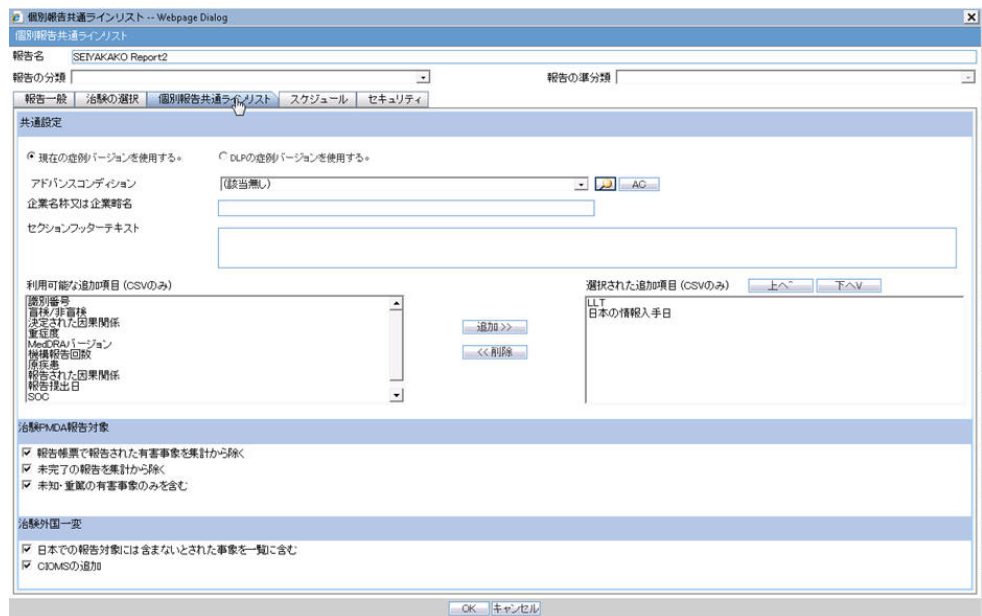 個別報告共通ラインリスト -- Webpage Dialog
個別報告共通ラインリスト
報告名 SEIYAKAKO Report2
報告の分類 報告の準分類
報告一般 治験の選択 個別報告共通ラインリスト スケジュール セキュリティ
共通設定
現在の症例バージョンを使用する。 DLPの症例バージョンを使用する。
アドバンスコンディション (該当無し) AC
企業名称又は企業略名
セクションフッターテキスト
利用可能な追加項目 (CSVのみ) 選択された追加項目 (CSVのみ) 上へ^ 下へV
識別番号 LLT
盲検/非盲検 日本の情報入手日
決定された因果関係
重症度
MedDRAバージョン
機構報告回数
原疾患
報告された因果関係
報告提出日
SOC
追加 >>
<< 削除
治験PMDA報告対象
報告帳票で報告された有害事象を集計から除く
未完了の報告を集計から除く
未知・重篤の有害事象のみを含む
治験外国一変
日本での報告対象には含まないとされた事象を一覧に含む
CIOMSの追加
OK キャンセル